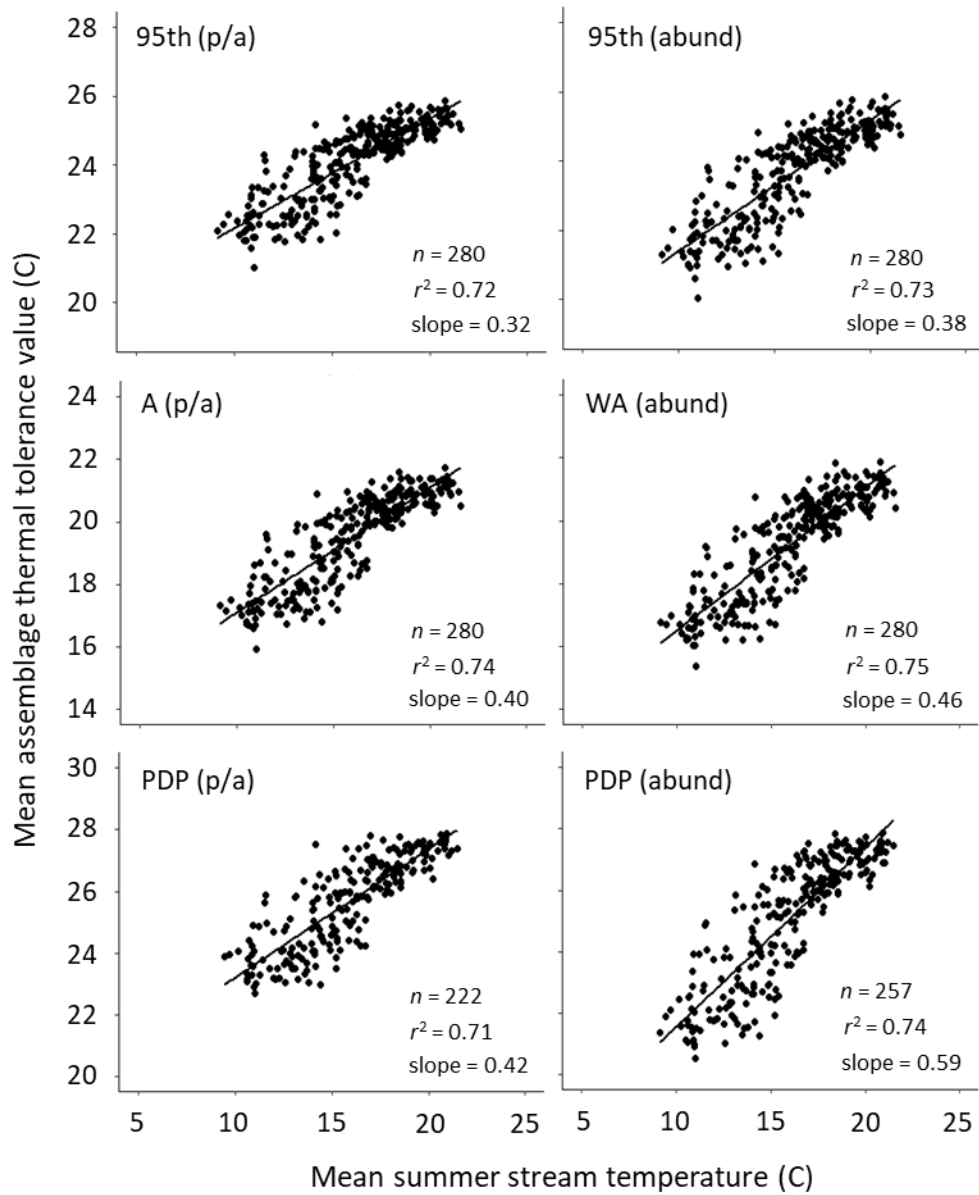 Mean assemblage thermal tolerance value (C)
28
26
24
22
20
95th (p/a)
n = 280
r² = 0.72
slope = 0.32
95th (abund)
n = 280
r² = 0.73
slope = 0.38
24
22
20
18
16
14
A (p/a)
n = 280
r² = 0.74
slope = 0.40
WA (abund)
n = 280
r² = 0.75
slope = 0.46
30
28
26
24
22
20
PDP (p/a)
n = 222
r² = 0.71
slope = 0.42
PDP (abund)
n = 257
r² = 0.74
slope = 0.59
5 10 15 20 25
5 10 15 20 25
Mean summer stream temperature (C)